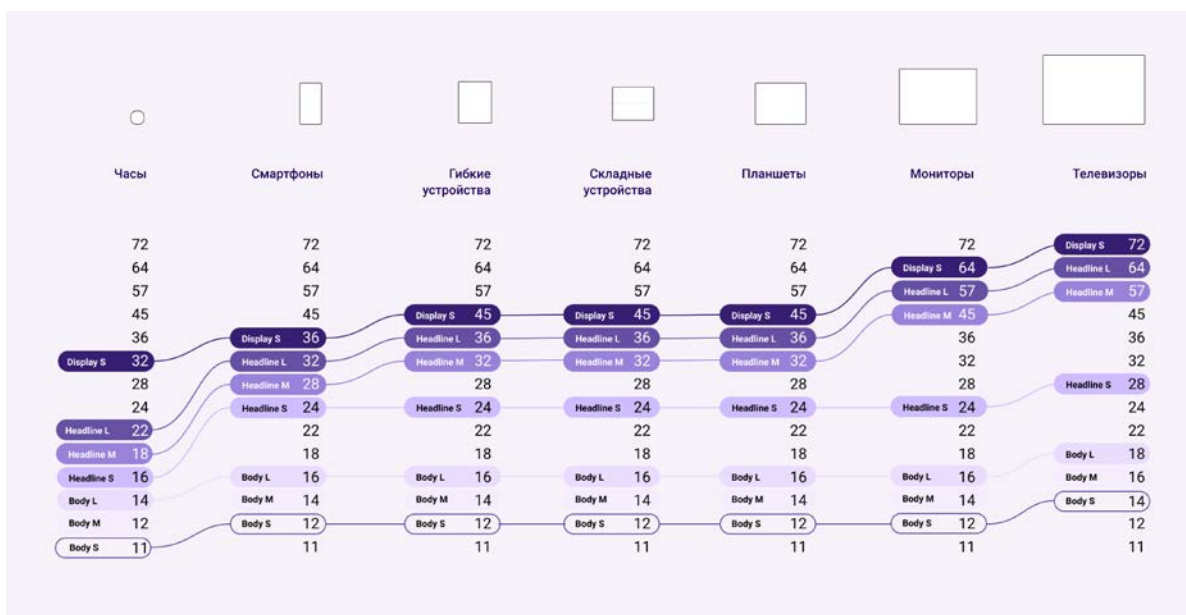 Часы Смартфоны Гибкие устройства Складные устройства Планшеты Мониторы Телевизоры
72 72 72 72 72 72 Display S 72
64 64 64 64 64 Display S 64 Headline L 64
57 57 57 57 57 Headline L 57 Headline M 57
45 45 Display S 45 Display S 45 Display S 45 Headline M 45 45
36 Display S 36 Headline L 36 Headline L 36 Headline L 36 36 36
Display S 32 Headline L 32 Headline M 32 Headline M 32 Headline M 32 32 32
28 Headline M 28 28 28 28 28 Headline S 28
24 Headline S 24 Headline S 24 Headline S 24 Headline S 24 Headline S 24 24
Headline L 22 22 22 22 22 22 22
Headline M 18 18 18 18 18 18 Body L 18
Headline S 16 Body L 16 Body L 16 Body L 16 Body L 16 Body L 16 Body M 16
Body L 14 Body M 14 Body M 14 Body M 14 Body M 14 Body M 14 Body S 14
Body M 12 Body S 12 Body S 12 Body S 12 Body S 12 Body S 12 12
Body S 11 11 11 11 11 11 11